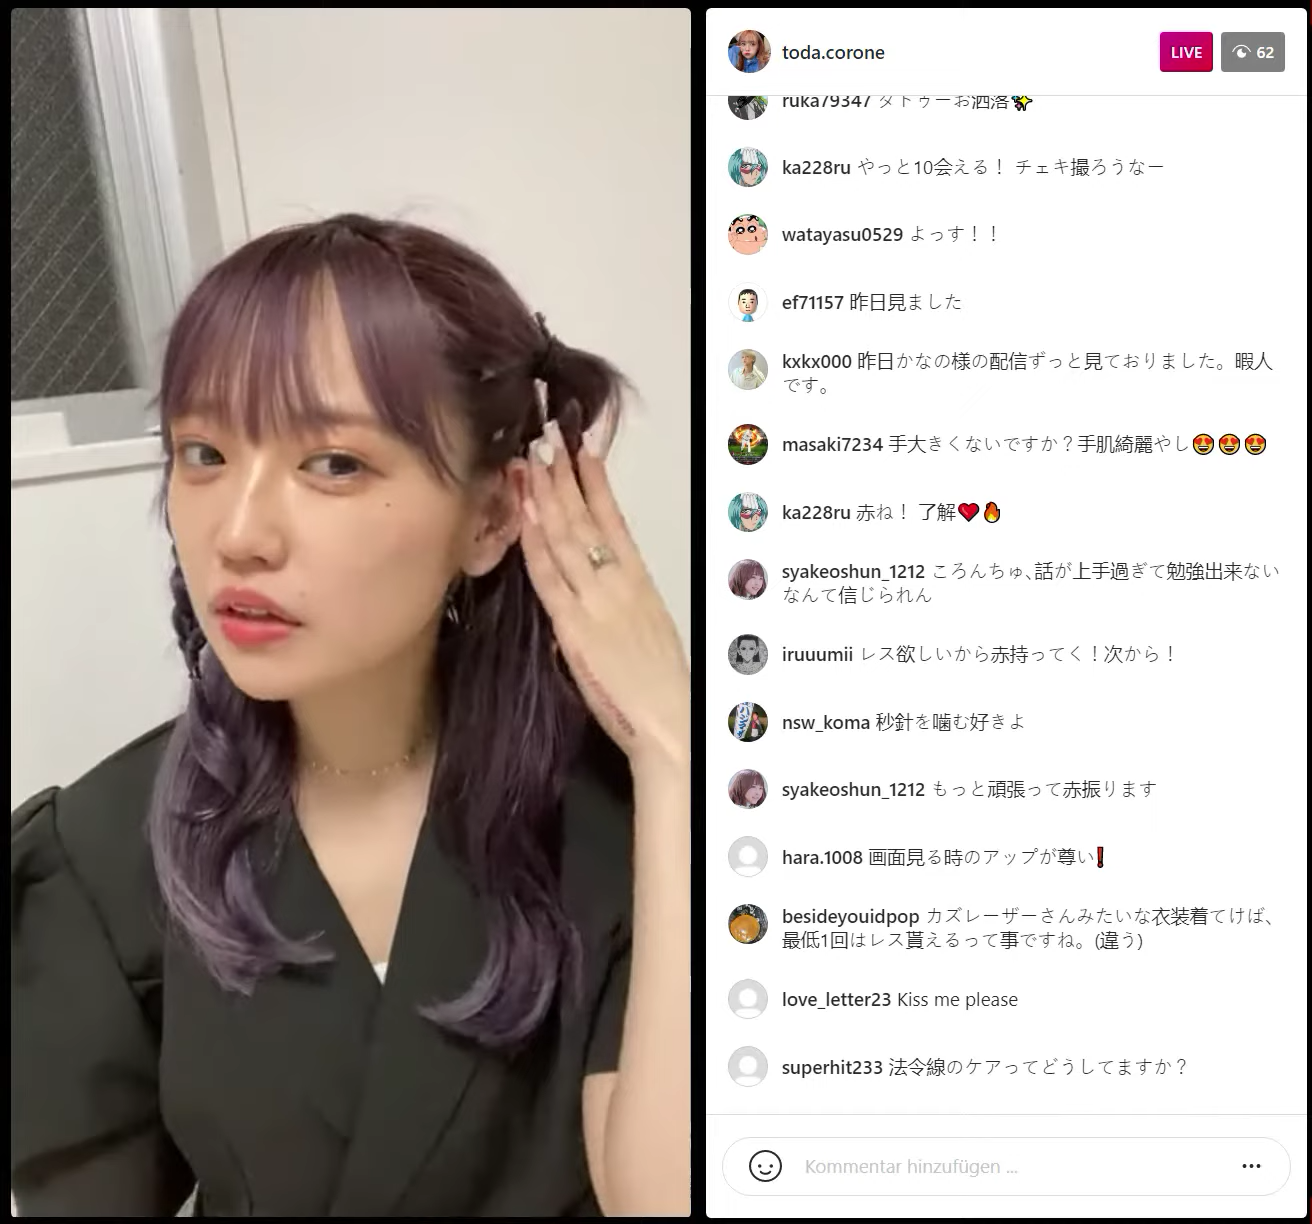 toda.corone
LIVE
62
ruka79347 タトゥーお洒落✨
ka228ru やっと10会える！ チェキ撮ろうなー
watayasu0529 よっす！！
ef71157 昨日見ました
kxkx000 昨日かなの様の配信ずっと見ておりました。暇人
です。
masaki7234 手大きくないですか？手肌綺麗やし😍😍😍
ka228ru 赤ね！ 了解❤️🔥
syakeoshun_1212 ころんちゅ､話が上手過ぎて勉強出来ない
なんて信じられん
iruuumii レス欲しいから赤持ってく！次から！
nsw_koma 秒針を噛む好きよ
syakeoshun_1212 もっと頑張って赤振ります
hara.1008 画面見る時のアップが尊い❗
besideyouidpop カズレーザーさんみたいな衣装着てけば、
最低1回はレス貰えるって事ですね。(違う)
love_letter23 Kiss me please
superhit233 法令線のケアってどうしてますか？
Kommentar hinzufügen ...